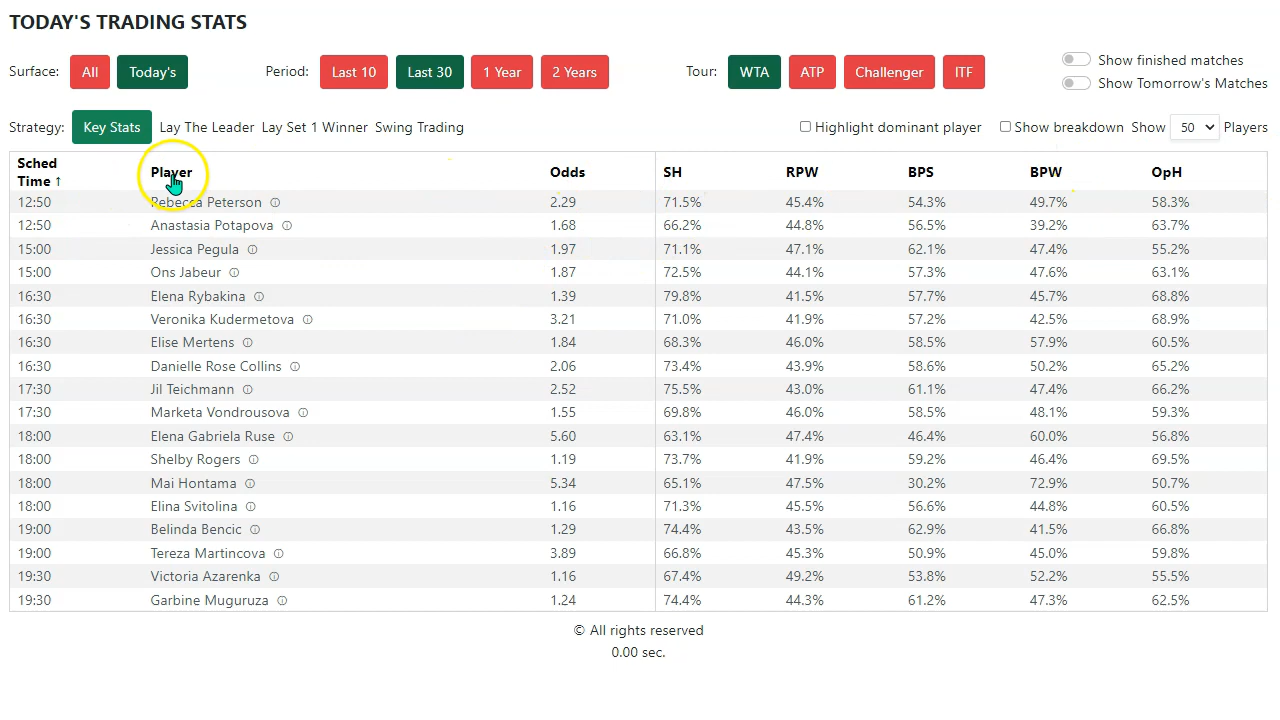 TODAY'S TRADING STATS
Surface: All Today's Period: Last 10 Last 30 1 Year 2 Years Tour: WTA ATP Challenger ITF Show finished matches
Show Tomorrow's Matches
Strategy: Key Stats Lay The Leader Lay Set 1 Winner Swing Trading Highlight dominant player Show breakdown Show 50 Players
Sched Time ↑ Player Odds SH RPW BPS BPW OpH
12:50 Rebecca Peterson 2.29 71.5% 45.4% 54.3% 49.7% 58.3%
12:50 Anastasia Potapova 1.68 66.2% 44.8% 56.5% 39.2% 63.7%
15:00 Jessica Pegula 1.97 71.1% 47.1% 62.1% 47.4% 55.2%
15:00 Ons Jabeur 1.87 72.5% 44.1% 57.3% 47.6% 63.1%
16:30 Elena Rybakina 1.39 79.8% 41.5% 57.7% 45.7% 68.8%
16:30 Veronika Kudermetova 3.21 71.0% 41.9% 57.2% 42.5% 68.9%
16:30 Elise Mertens 1.84 68.3% 46.0% 58.5% 57.9% 60.5%
16:30 Danielle Rose Collins 2.06 73.4% 43.9% 58.6% 50.2% 65.2%
17:30 Jil Teichmann 2.52 75.5% 43.0% 61.1% 47.4% 66.2%
17:30 Marketa Vondrousova 1.55 69.8% 46.0% 58.5% 48.1% 59.3%
18:00 Elena Gabriela Ruse 5.60 63.1% 47.4% 46.4% 60.0% 56.8%
18:00 Shelby Rogers 1.19 73.7% 41.9% 59.2% 46.4% 69.5%
18:00 Mai Hontama 5.34 65.1% 47.5% 30.2% 72.9% 50.7%
18:00 Elina Svitolina 1.16 71.3% 45.5% 56.6% 44.8% 60.5%
19:00 Belinda Bencic 1.29 74.4% 43.5% 62.9% 41.5% 66.8%
19:00 Tereza Martincova 3.89 66.8% 45.3% 50.9% 45.0% 59.8%
19:30 Victoria Azarenka 1.16 67.4% 49.2% 53.8% 52.2% 55.5%
19:30 Garbine Muguruza 1.24 74.4% 44.3% 61.2% 47.3% 62.5%
© All rights reserved
0.00 sec.